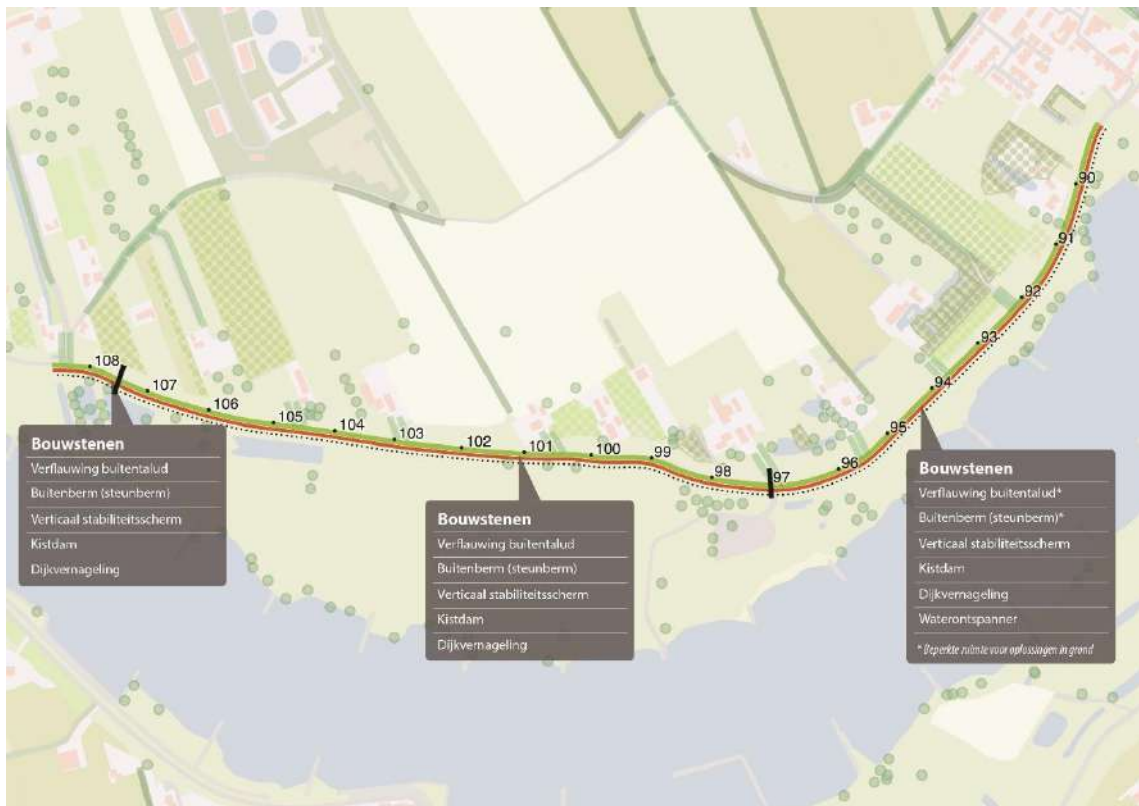 90
91
92
93
94
95
96
97
98
99
100
101
102
103
104
105
106
107
108
Bouwstenen
Verflauwing buitentalud
Buitenberm (steunberm)
Verticaal stabiliteitsscherm
Kistdam
Dijkvernageling
Bouwstenen
Verflauwing buitentalud
Buitenberm (steunberm)
Verticaal stabiliteitsscherm
Kistdam
Dijkvernageling
Bouwstenen
Verflauwing buitentalud*
Buitenberm (steunberm)*
Verticaal stabiliteitsscherm
Kistdam
Dijkvernageling
Waterontspanner
* Beperkte ruimte voor oplossingen in grond